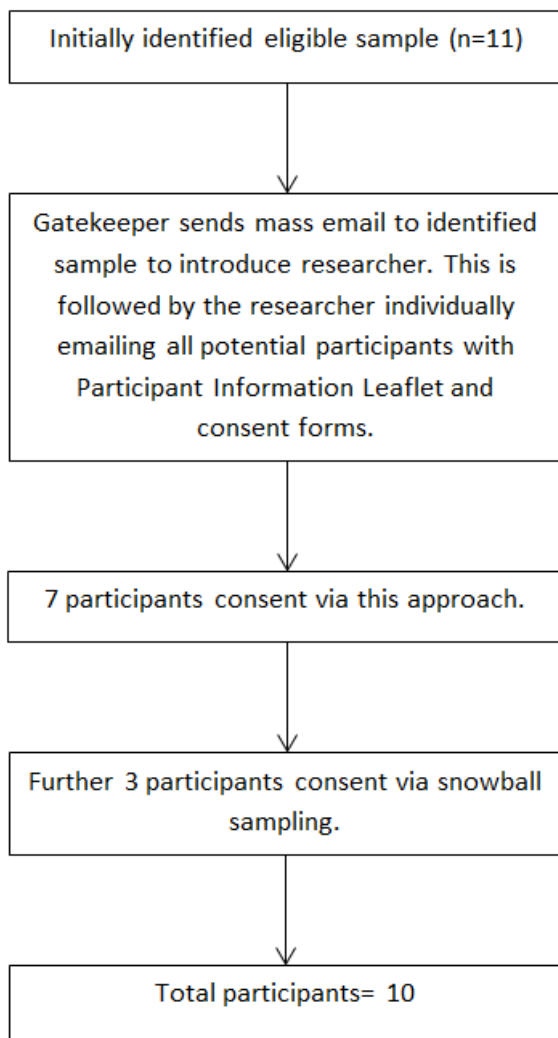 Initially identified eligible sample (n=11)
Gatekeeper sends mass email to identified
sample to introduce researcher. This is
followed by the researcher individually
emailing all potential participants with
Participant Information Leaflet and
consent forms.
7 participants consent via this approach.
Further 3 participants consent via snowball
sampling.
Total participants= 10